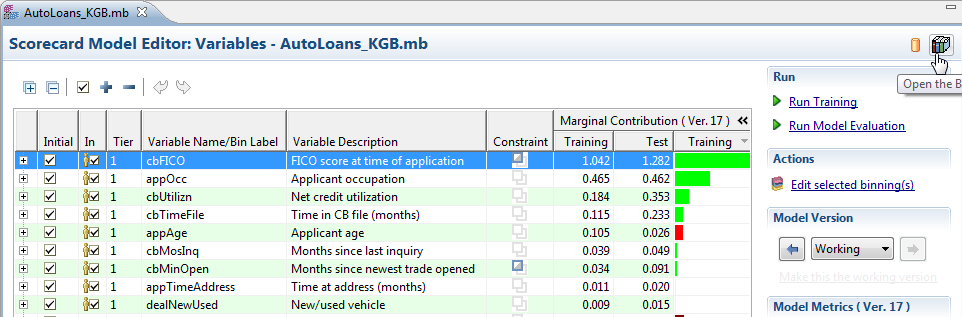 AutoLoans_KGB.mb
Scorecard Model Editor: Variables - AutoLoans_KGB.mb
Open the B
Run
Run Training
Run Model Evaluation
Actions
Edit selected binning(s)
Model Version
Working
Make this the working version
Model Metrics ( Ver. 17 )
Marginal Contribution ( Ver. 17 )
Initial In Tier Variable Name/Bin Label Variable Description Constraint Training Test Training
1 cbFICO FICO score at time of application 1.042 1.282
1 appOcc Applicant occupation 0.465 0.462
1 cbUtilizn Net credit utilization 0.184 0.353
1 cbTimeFile Time in CB file (months) 0.115 0.233
1 appAge Applicant age 0.105 0.026
1 cbMosInq Months since last inquiry 0.039 0.049
1 cbMinOpen Months since newest trade opened 0.034 0.091
1 appTimeAddress Time at address (months) 0.011 0.020
1 dealNewUsed New/used vehicle 0.009 0.015